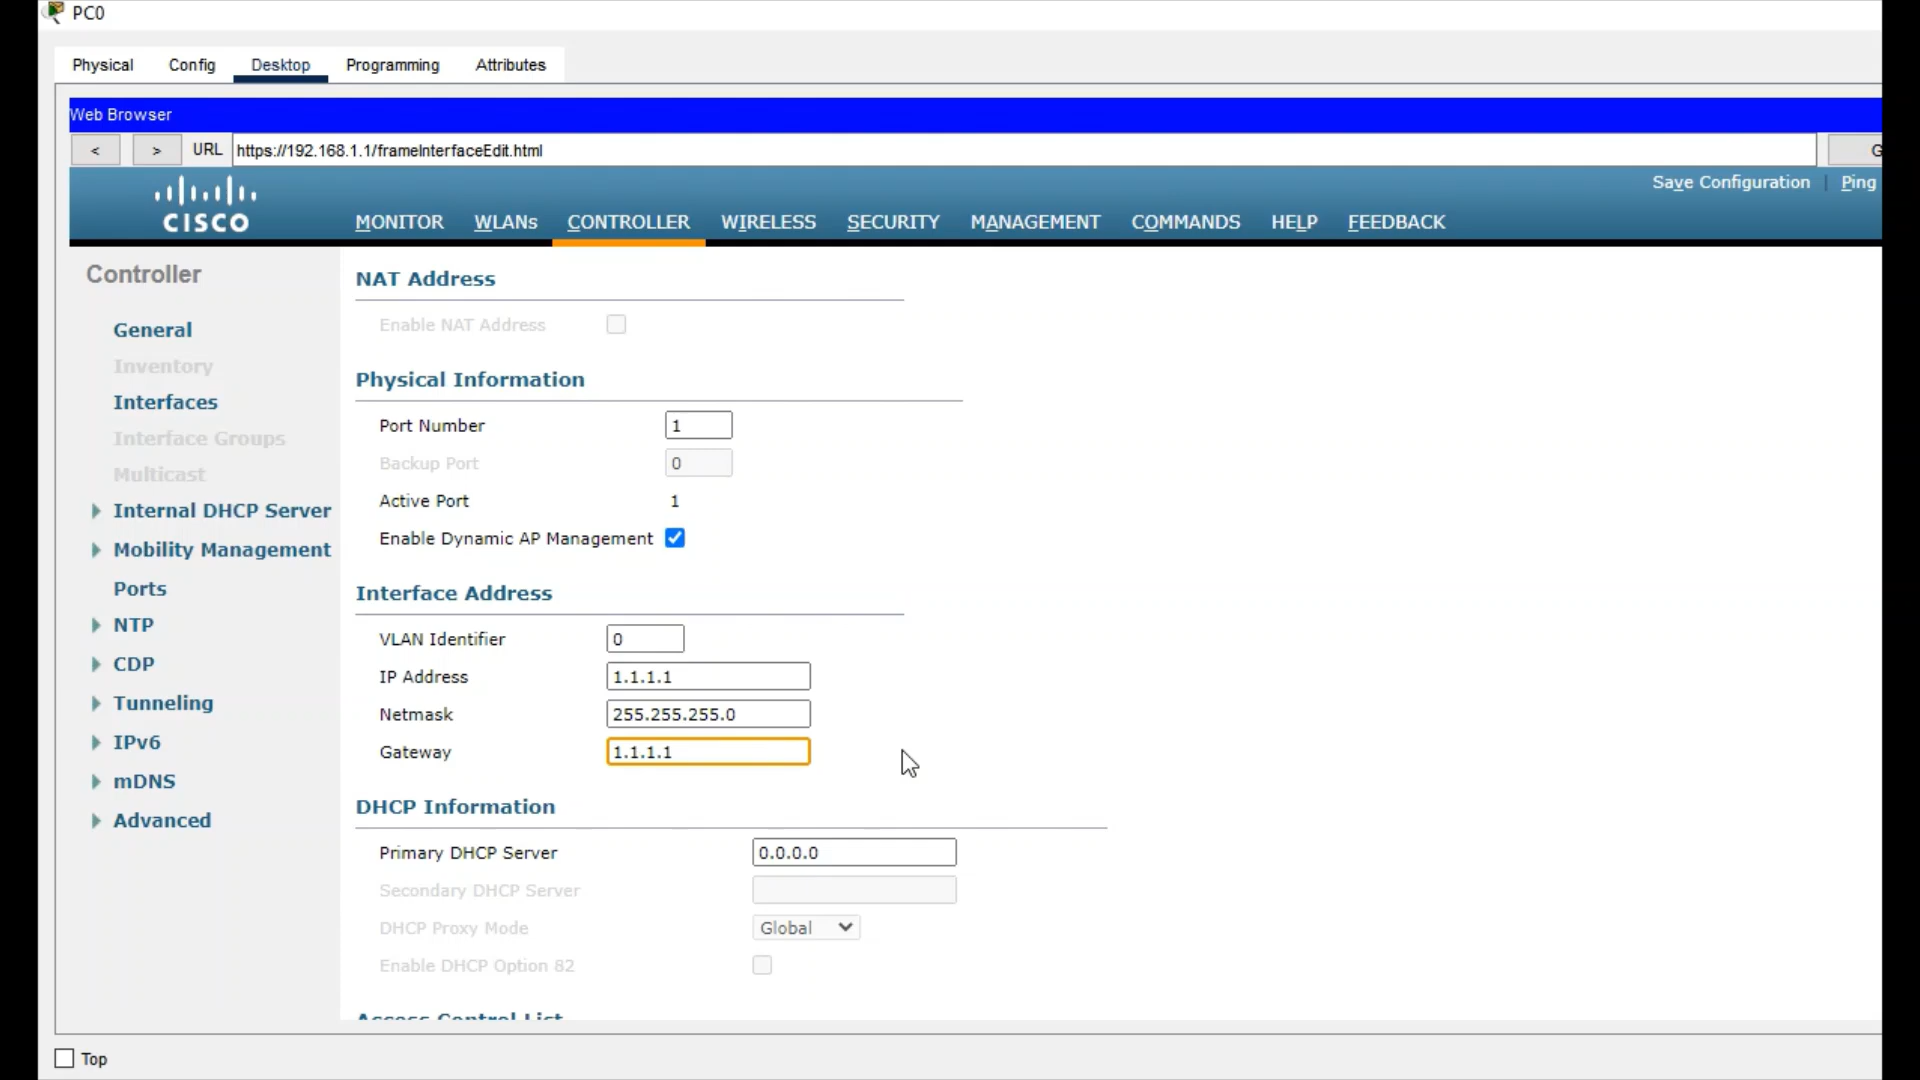 PC0
Physical Config Desktop Programming Attributes
Web Browser
< > URL https://192.168.1.1/frameInterfaceEdit.html G
Save Configuration Ping
CISCO
MONITOR WLANs CONTROLLER WIRELESS SECURITY MANAGEMENT COMMANDS HELP FEEDBACK
Controller
General
Inventory
Interfaces
Interface Groups
Multicast
Internal DHCP Server
Mobility Management
Ports
NTP
CDP
Tunneling
IPv6
mDNS
Advanced
NAT Address
Enable NAT Address
Physical Information
Port Number 1
Backup Port 0
Active Port 1
Enable Dynamic AP Management
Interface Address
VLAN Identifier 0
IP Address 1.1.1.1
Netmask 255.255.255.0
Gateway 1.1.1.1
DHCP Information
Primary DHCP Server 0.0.0.0
Secondary DHCP Server
DHCP Proxy Mode Global
Enable DHCP Option 82
Access Control List
Top